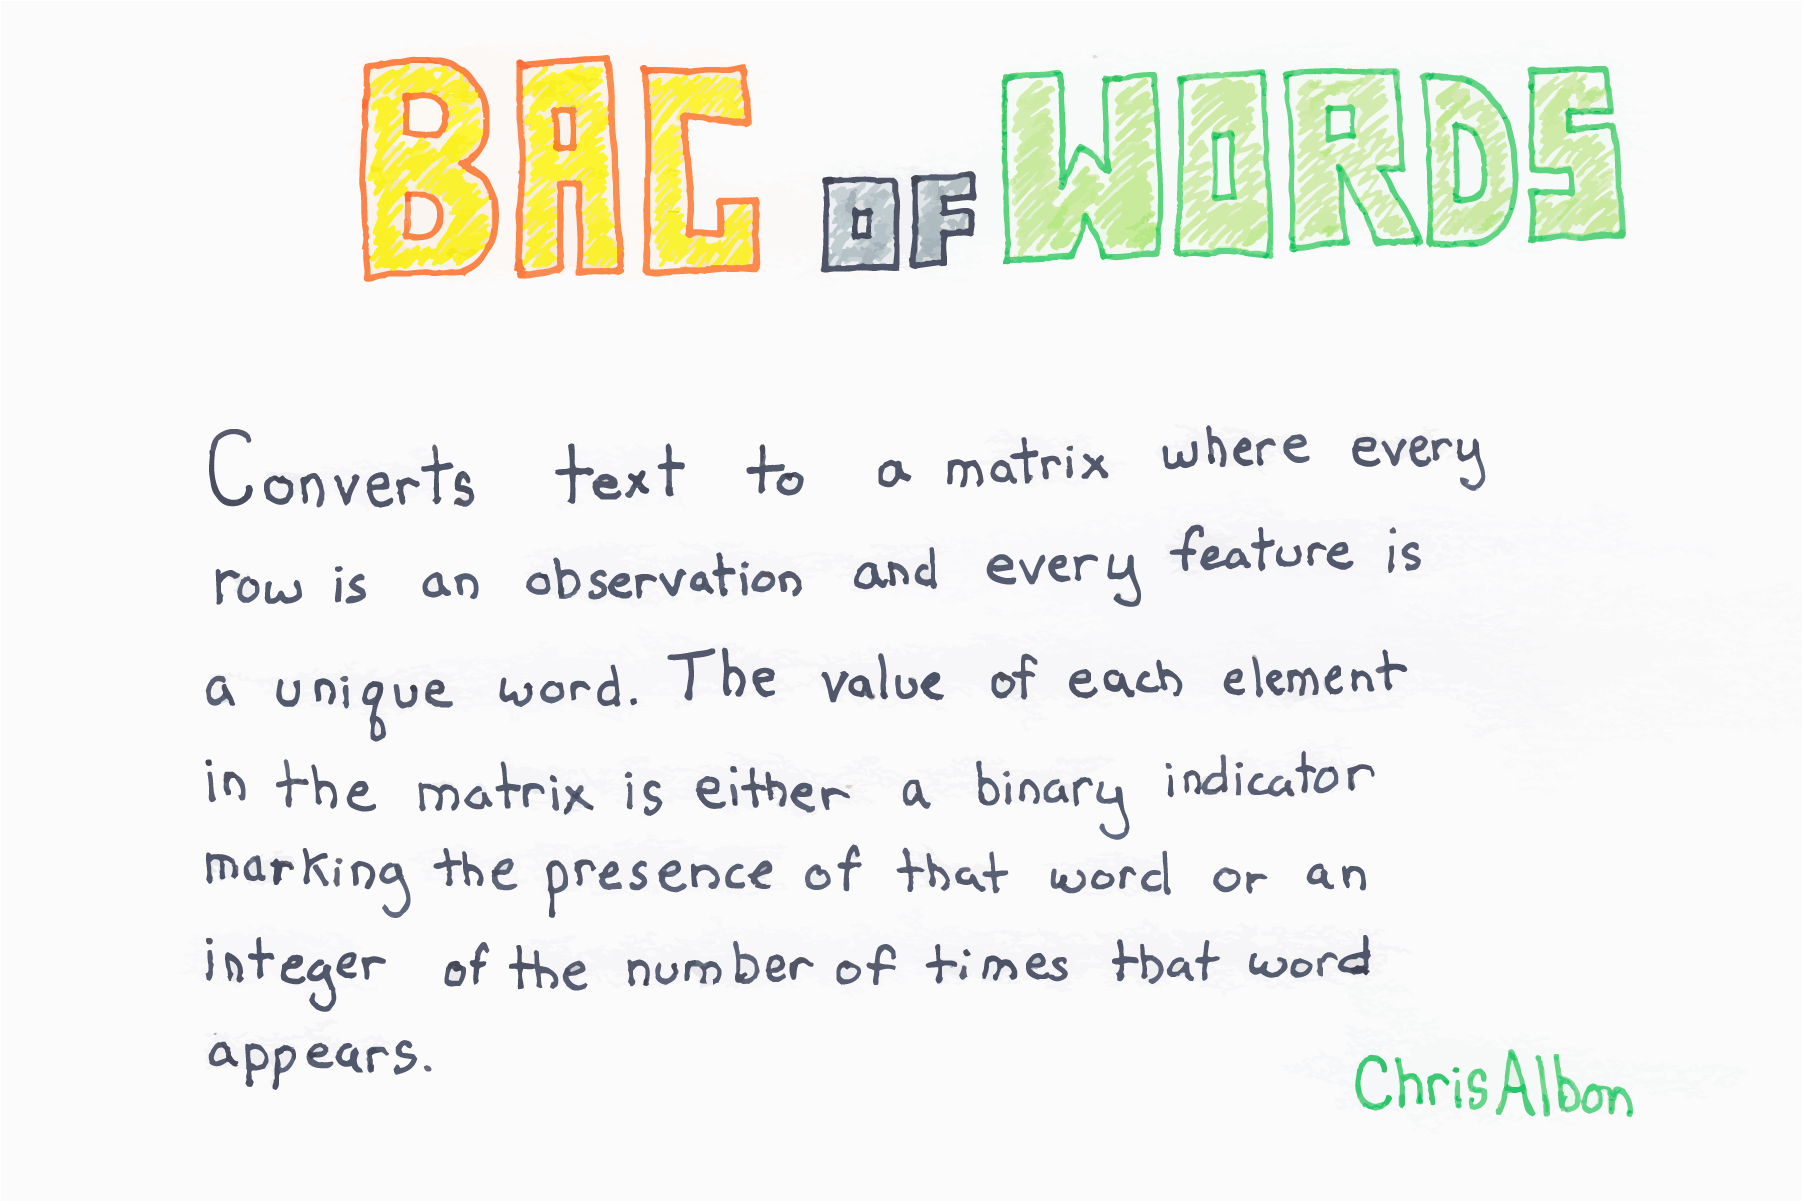 BAG OF WORDS
Converts text to a matrix where every
row is an observation and every feature is
a unique word. The value of each element
in the matrix is either a binary indicator
marking the presence of that word or an
integer of the number of times that word
appears.
ChrisAlbon